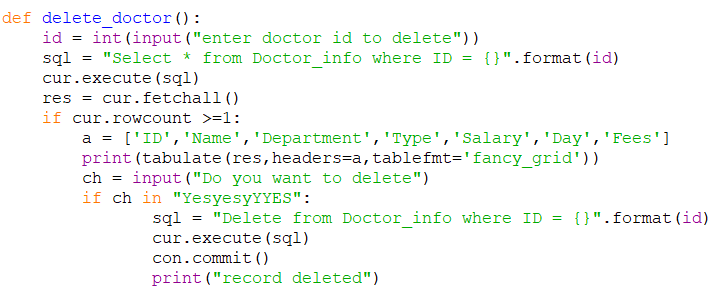 def delete_doctor():
    id = int(input("enter doctor id to delete"))
    sql = "Select * from Doctor_info where ID = {}".format(id)
    cur.execute(sql)
    res = cur.fetchall()
    if cur.rowcount >=1:
        a = ['ID','Name','Department','Type','Salary','Day','Fees']
        print(tabulate(res,headers=a,tablefmt='fancy_grid'))
        ch = input("Do you want to delete")
        if ch in "YesyesyYYES":
               sql = "Delete from Doctor_info where ID = {}".format(id)
               cur.execute(sql)
               con.commit()
               print("record deleted")